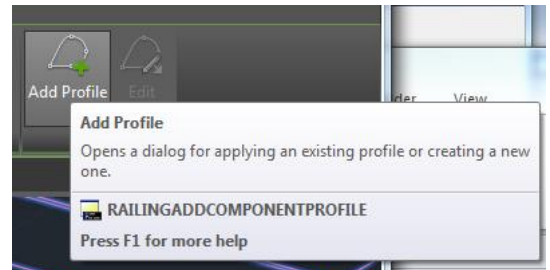 Add Profile Edit
der View
Add Profile
Opens a dialog for applying an existing profile or creating a new
one.
RAILINGADDCOMPONENTPROFILE
Press F1 for more help